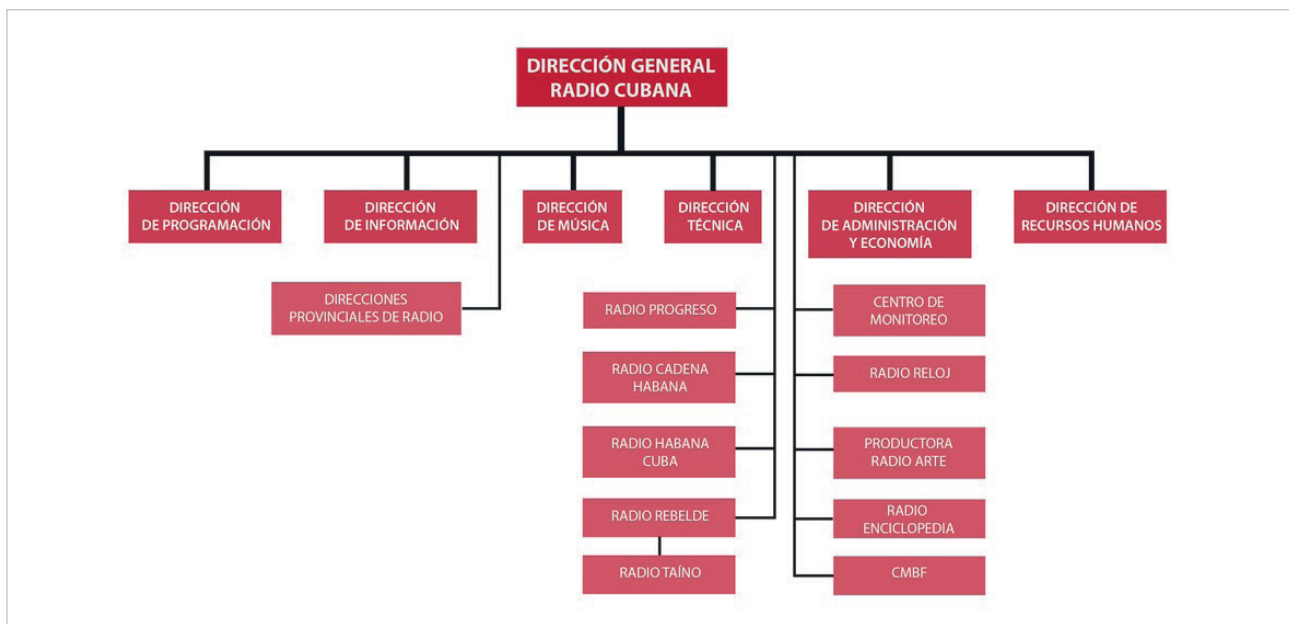 DIRECCIÓN GENERAL
RADIO CUBANA
DIRECCIÓN
DE PROGRAMACIÓN
DIRECCIÓN
DE INFORMACIÓN
DIRECCIÓN
DE MÚSICA
DIRECCIÓN
TÉCNICA
DIRECCIÓN
DE ADMINISTRACIÓN
Y ECONOMÍA
DIRECCIÓN DE
RECURSOS HUMANOS
DIRECCIONES
PROVINCIALES DE RADIO
RADIO PROGRESO
RADIO CADENA
HABANA
RADIO HABANA
CUBA
RADIO REBELDE
RADIO TAÍNO
CENTRO DE
MONITOREO
RADIO RELOJ
PRODUCTORA
RADIO ARTE
RADIO
ENCICLOPEDIA
CMBF